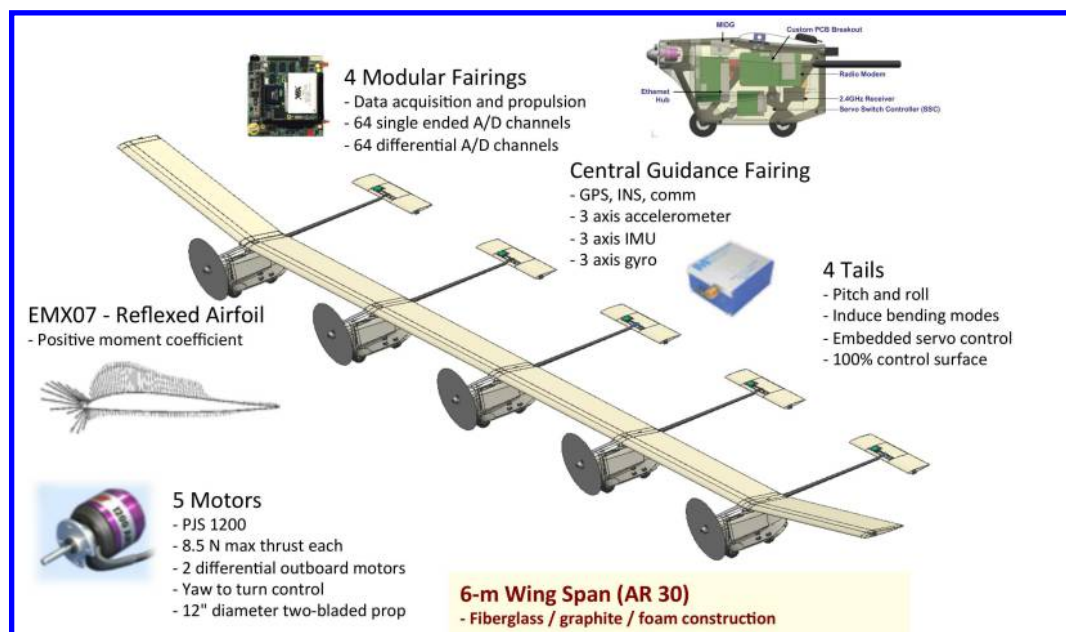 4 Modular Fairings
- Data acquisition and propulsion
- 64 single ended A/D channels
- 64 differential A/D channels
MIDG
Custom PCB Breakout
Radio Modem
Ethernet
Hub
2.4GHz Receiver
Servo Switch Controller (SSC)
Central Guidance Fairing
- GPS, INS, comm
- 3 axis accelerometer
- 3 axis IMU
- 3 axis gyro
4 Tails
- Pitch and roll
- Induce bending modes
- Embedded servo control
- 100% control surface
EMX07 - Reflexed Airfoil
- Positive moment coefficient
5 Motors
- PJS 1200
- 8.5 N max thrust each
- 2 differential outboard motors
- Yaw to turn control
- 12" diameter two-bladed prop
6-m Wing Span (AR 30)
- Fiberglass / graphite / foam construction